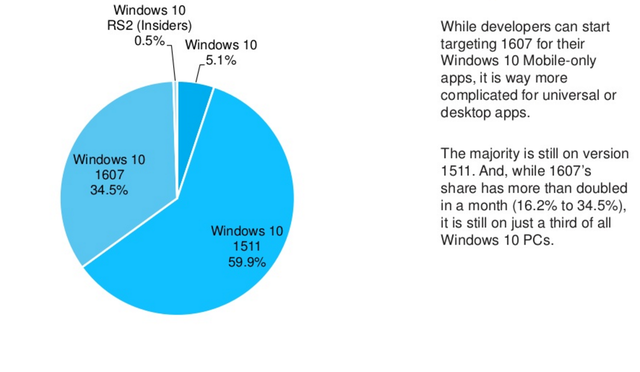 Windows 10
RS2 (Insiders)
0.5%
Windows 10
5.1%
Windows 10
1607
34.5%
Windows 10
1511
59.9%
While developers can start
targeting 1607 for their
Windows 10 Mobile-only
apps, it is way more
complicated for universal or
desktop apps.
The majority is still on version
1511. And, while 1607's
share has more than doubled
in a month (16.2% to 34.5%),
it is still on just a third of all
Windows 10 PCs.